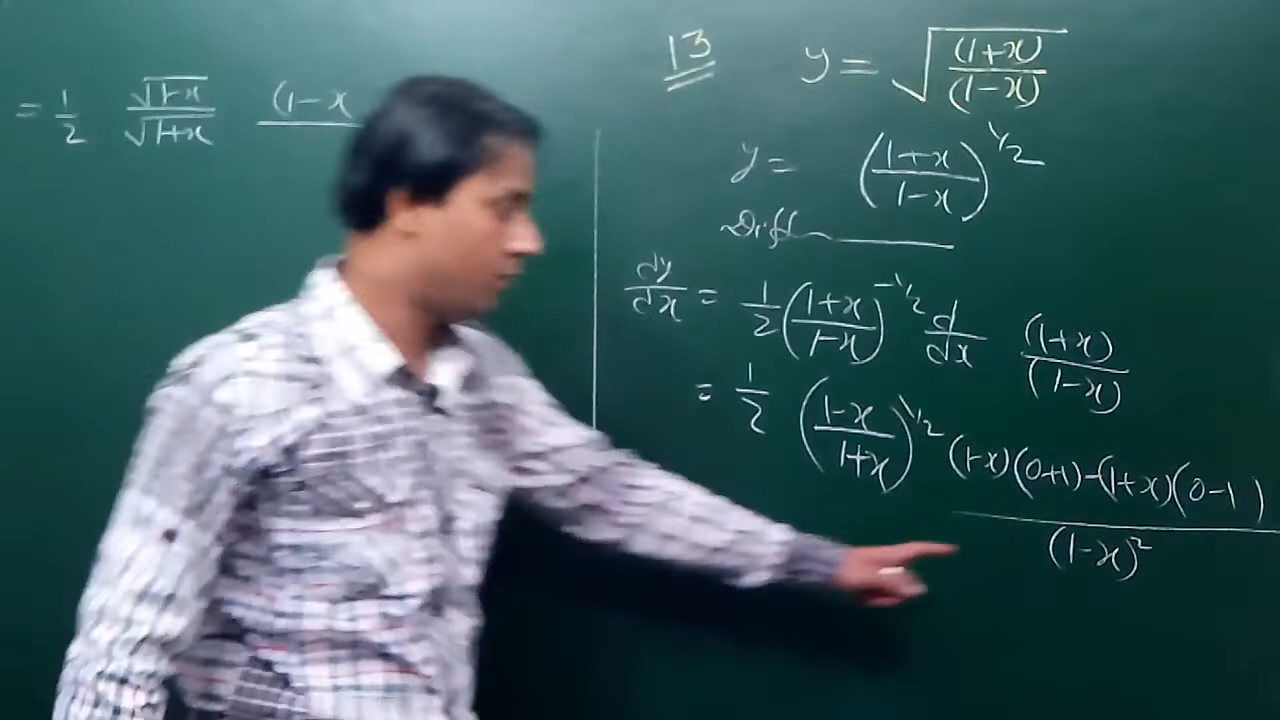 13 y = √((1+x)/(1-x))
y = ((1+x)/(1-x))^1/2
Diff
dy/dx = 1/2 ((1+x)/(1-x))^-1/2 d/dx (1+x)/(1-x)
= 1/2 ((1-x)/(1+x))^1/2 ((1-x)(0+1)-(1+x)(0-1))/(1-x)^2
= 1/2 √(1-x)/√(1+x) (1-x